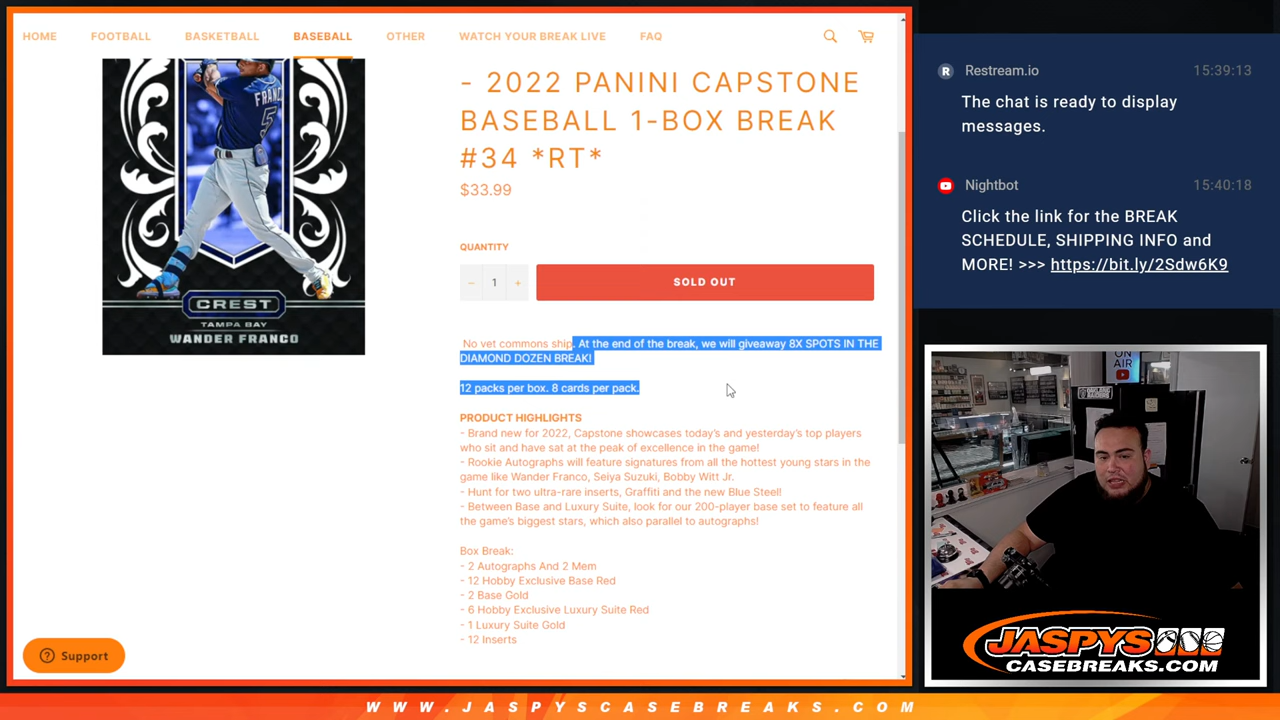 HOME FOOTBALL BASKETBALL BASEBALL OTHER WATCH YOUR BREAK LIVE FAQ
FRANC
5
CREST
TAMPA BAY
WANDER FRANCO
- 2022 PANINI CAPSTONE
BASEBALL 1-BOX BREAK
#34 *RT*
$33.99
QUANTITY
− 1 +
SOLD OUT
No vet commons ship. At the end of the break, we will giveaway 8X SPOTS IN THE
DIAMOND DOZEN BREAK!
12 packs per box. 8 cards per pack.
PRODUCT HIGHLIGHTS
- Brand new for 2022, Capstone showcases today's and yesterday's top players
who sit and have sat at the peak of excellence in the game!
- Rookie Autographs will feature signatures from all the hottest young stars in the
game like Wander Franco, Seiya Suzuki, Bobby Witt Jr.
- Hunt for two ultra-rare inserts, Graffiti and the new Blue Steel!
- Between Base and Luxury Suite, look for our 200-player base set to feature all
the game's biggest stars, which also parallel to autographs!
Box Break:
- 2 Autographs And 2 Mem
- 12 Hobby Exclusive Base Red
- 2 Base Gold
- 6 Hobby Exclusive Luxury Suite Red
- 1 Luxury Suite Gold
- 12 Inserts
Support
R Restream.io 15:39:13
The chat is ready to display
messages.
Nightbot 15:40:18
Click the link for the BREAK
SCHEDULE, SHIPPING INFO and
MORE! >>> https://bit.ly/2Sdw6K9
ON
AIR
JASPYS
CASEBREAKS.COM
WWW.JASPYSCASEBREAKS.COM